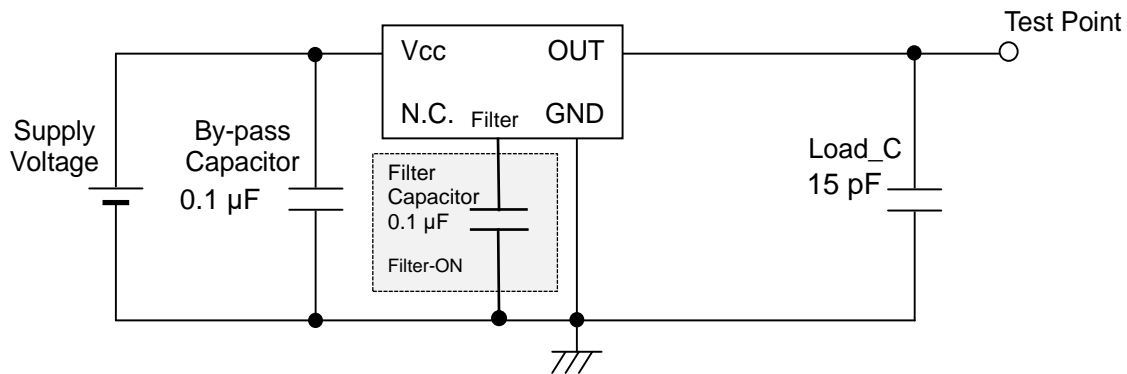 Test Point
Vcc
OUT
N.C.
Filter
GND
Supply
Voltage
By-pass
Capacitor
0.1 µF
Filter
Capacitor
0.1 µF
Filter-ON
Load_C
15 pF